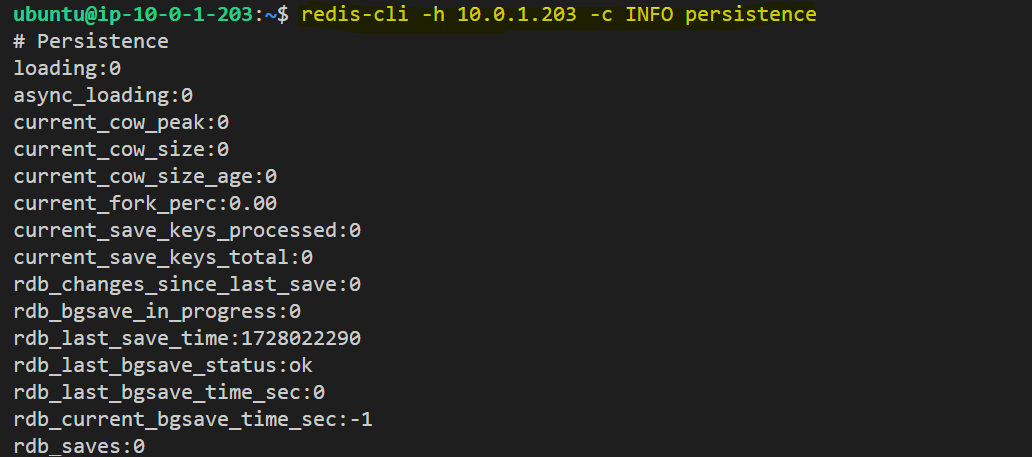 ubuntu@ip-10-0-1-203:~$ redis-cli -h 10.0.1.203 -c INFO persistence
# Persistence
loading:0
async_loading:0
current_cow_peak:0
current_cow_size:0
current_cow_size_age:0
current_fork_perc:0.00
current_save_keys_processed:0
current_save_keys_total:0
rdb_changes_since_last_save:0
rdb_bgsave_in_progress:0
rdb_last_save_time:1728022290
rdb_last_bgsave_status:ok
rdb_last_bgsave_time_sec:0
rdb_current_bgsave_time_sec:-1
rdb_saves:0